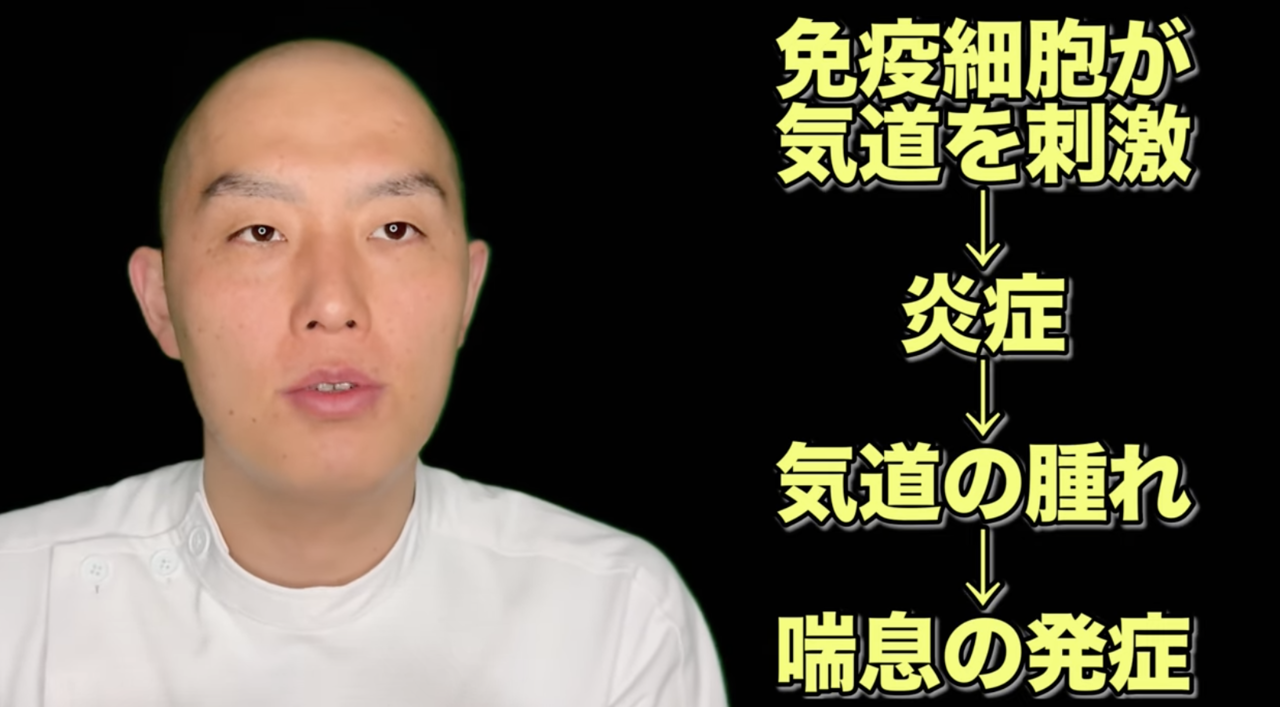 免疫細胞が
気道を刺激
炎症
気道の腫れ
喘息の発症